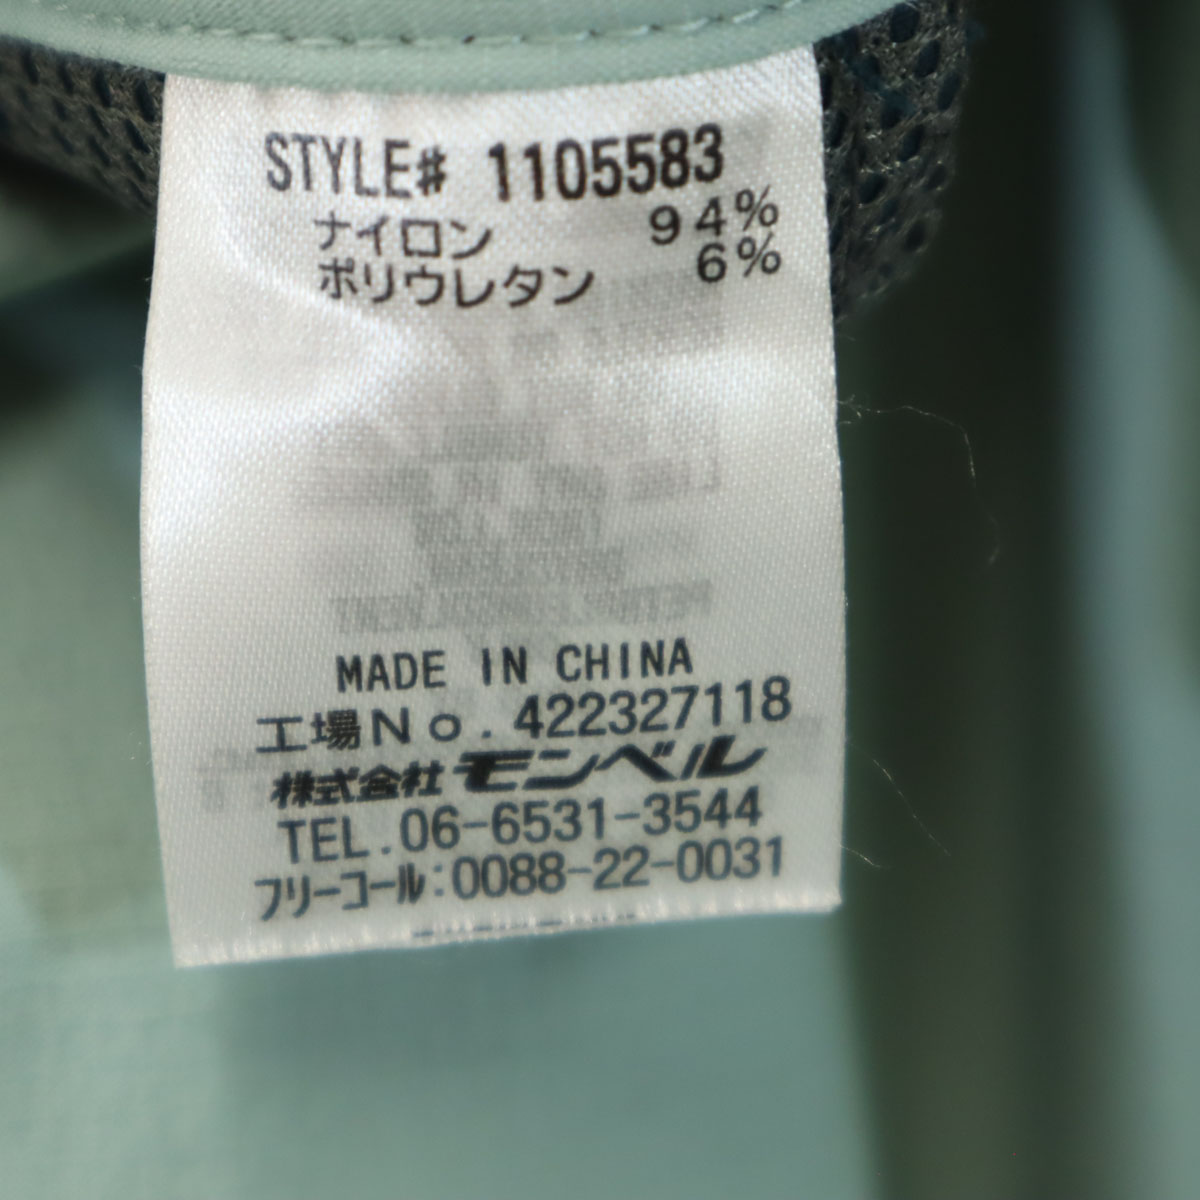 STYLE# 1105583
ナイロン 94%
ポリウレタン 6%
MADE IN CHINA
工場No.422327118
株式会社モンベル
TEL.06-6531-3544
フリーコール:0088-22-0031